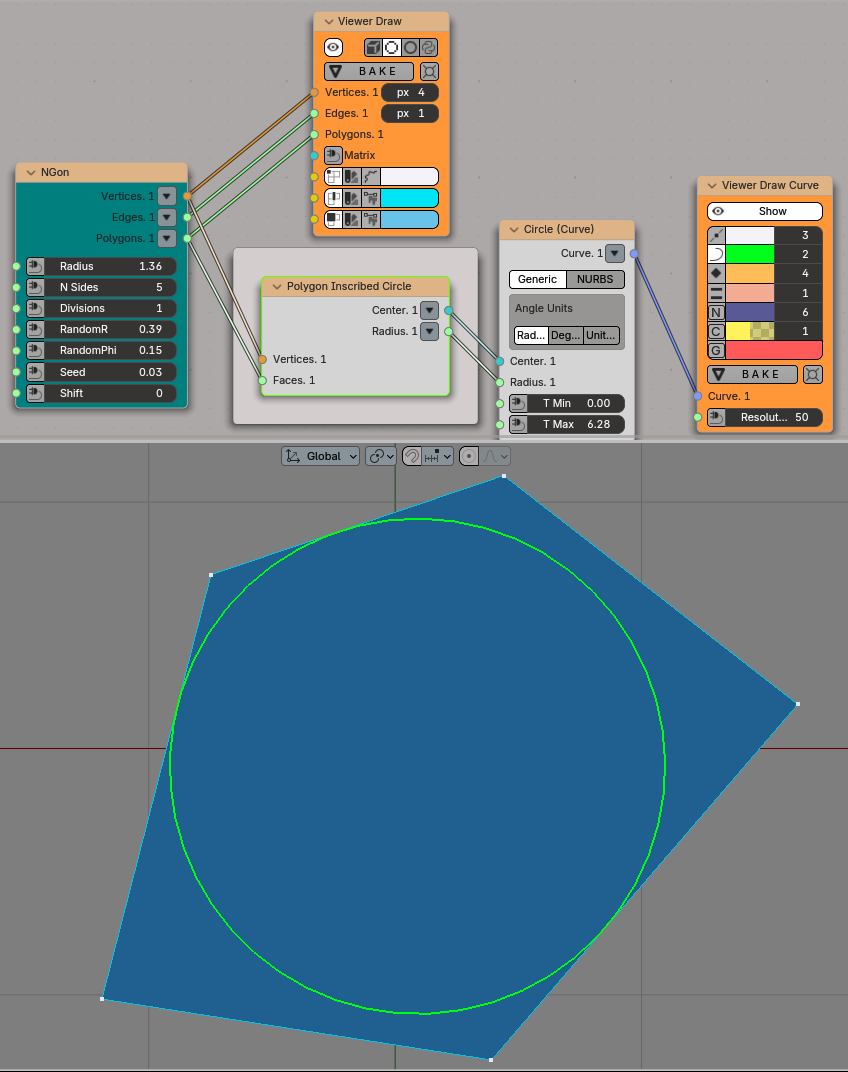 Viewer Draw
BAKE
Vertices. 1 px 4
Edges. 1 px 1
Polygons. 1
Matrix
NGon
Vertices. 1
Edges. 1
Polygons. 1
Radius 1.36
N Sides 5
Divisions 1
RandomR 0.39
RandomPhi 0.15
Seed 0.03
Shift 0
Polygon Inscribed Circle
Center. 1
Radius. 1
Vertices. 1
Faces. 1
Circle (Curve)
Curve. 1
Generic NURBS
Angle Units
Rad... Deg... Unit...
Center. 1
Radius. 1
T Min 0.00
T Max 6.28
Viewer Draw Curve
Show
3
2
4
1
N 6
C 1
G
BAKE
Curve. 1
Resolut... 50
Global